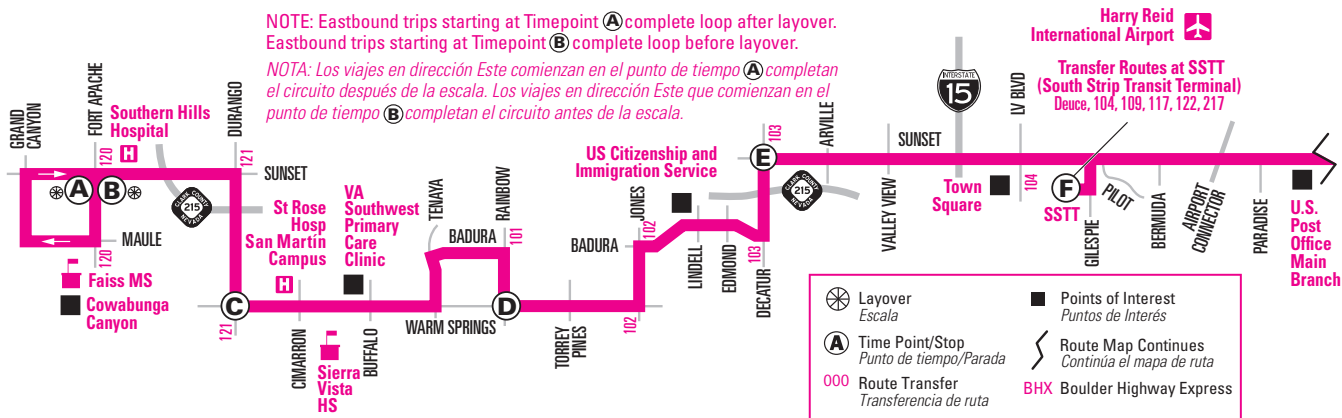 NOTE: Eastbound trips starting at Timepoint A complete loop after layover.
Eastbound trips starting at Timepoint B complete loop before layover.
NOTA: Los viajes en dirección Este comienzan en el punto de tiempo A completan
el circuito después de la escala. Los viajes en dirección Este que comienzan en el
punto de tiempo B completan el circuito antes de la escala.
Harry Reid
International Airport
Transfer Routes at SSTT
(South Strip Transit Terminal)
Deuce, 104, 109, 117, 122, 217
GRAND
CANYON
FORT APACHE
120
Southern Hills
Hospital
H
DURANGO
121
SUNSET
A
B
CLARK COUNTY
215
NEVADA
MAULE
120
Faiss MS
Cowabunga
Canyon
St Rose
Hosp
San Martín
Campus
H
VA
Southwest
Primary
Care
Clinic
C
121
CIMARRON
Sierra
Vista
HS
BUFFALO
TENAYA
BADURA
RAINBOW
101
WARM SPRINGS
D
TORREY
PINES
102
BADURA
JONES
102
US Citizenship and
Immigration Service
LINDELL
EDMOND
103
DECATUR
E
103
ARVILLE
CLARK COUNTY
215
NEVADA
VALLEY VIEW
SUNSET
INTERSTATE
15
LV BLVD
Town
Square
104
F
SSTT
GILESPIE
PILOT
BERMUDA
AIRPORT
CONNECTOR
PARADISE
U.S.
Post
Office
Main
Branch
Layover
Escala
A
Time Point/Stop
Punto de tiempo/Parada
000
Route Transfer
Transferencia de ruta
Points of Interest
Puntos de Interés
Route Map Continues
Continúa el mapa de ruta
BHX Boulder Highway Express